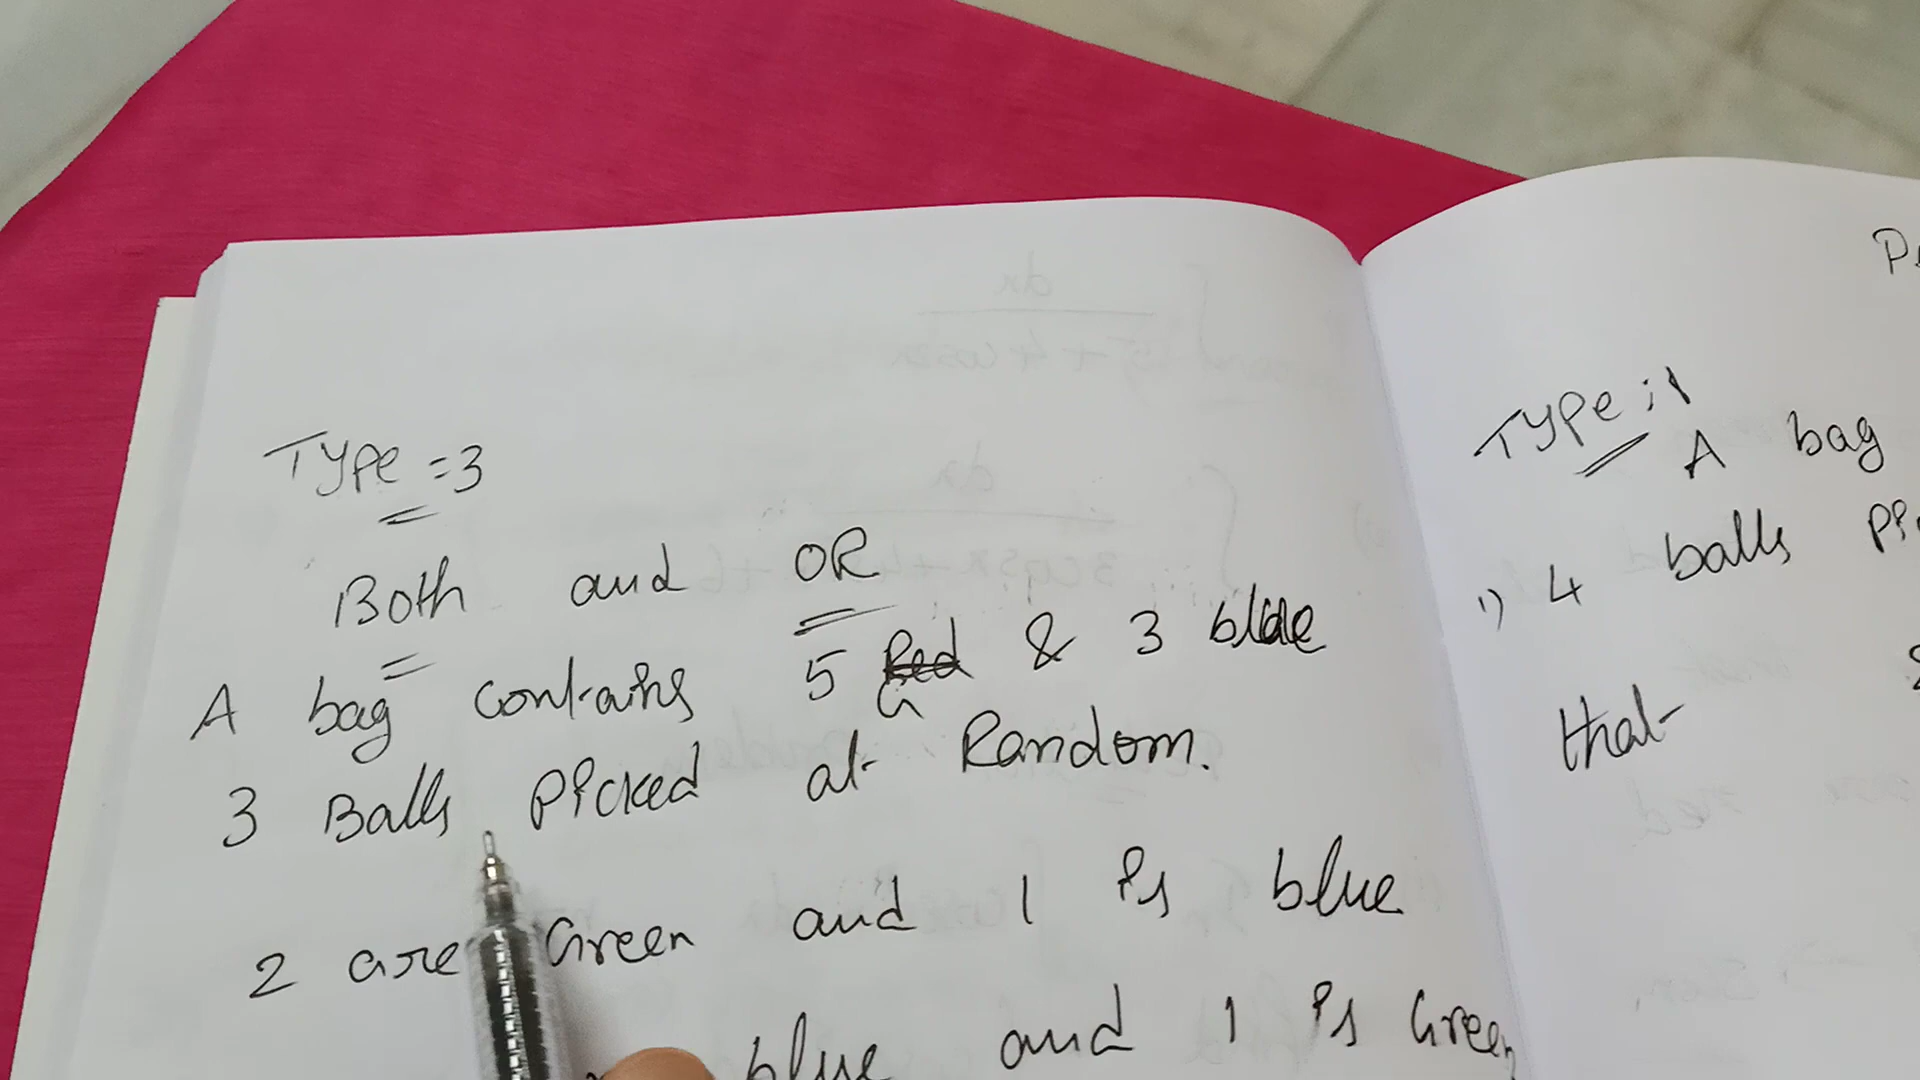 Type = 3
Both and OR
A bag contains 5 G & 3 blue
3 Balls Picked at Random.
2 are Green and 1 is blue
blue and 1 is Green
Type : 1
A bag
1) 4 balls
that